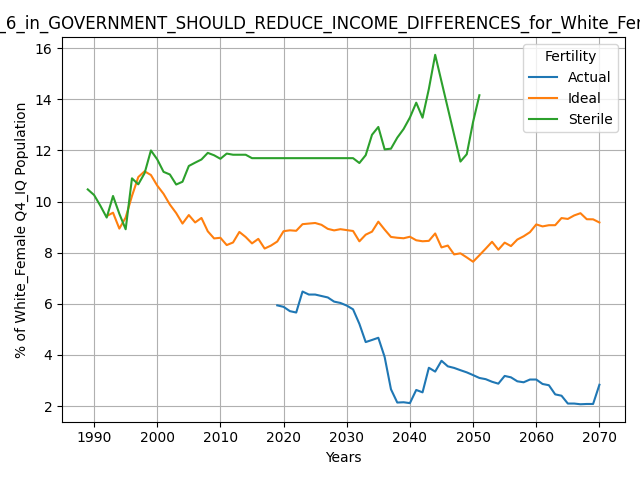 _6_in_GOVERNMENT_SHOULD_REDUCE_INCOME_DIFFERENCES_for_White_Fem
% of White_Female Q4_IQ Population
16
14
12
10
8
6
4
2
Fertility
Actual
Ideal
Sterile
1990 2000 2010 2020 2030 2040 2050 2060 2070
Years